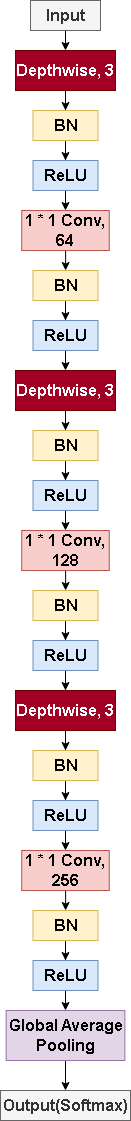 Input
Depthwise, 3
BN
ReLU
1 * 1 Conv,
64
BN
ReLU
Depthwise, 3
BN
ReLU
1 * 1 Conv,
128
BN
ReLU
Depthwise, 3
BN
ReLU
1 * 1 Conv,
256
BN
ReLU
Global Average
Pooling
Output(Softmax)